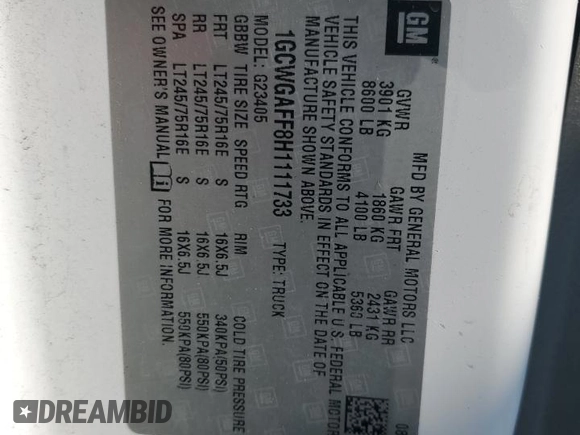 GM
MFD BY GENERAL MOTORS LLC
GVWR GAWR FRT GAWR RR
3901 KG 1860 KG 2431 KG
8600 LB 4100 LB 5360 LB
THIS VEHICLE CONFORMS TO ALL APPLICABLE U.S. FEDERAL MOTOR
VEHICLE SAFETY STANDARDS IN EFFECT ON THE DATE OF
MANUFACTURE SHOWN ABOVE.
1GCWGAFF8H1111733 TYPE: TRUCK
MODEL: G23405
GBBW TIRE SIZE SPEED RTG RIM COLD TIRE PRESSURE
FRT LT245/75R16E S 16X6.5J 340KPA(50PSI)
RR LT245/75R16E S 16X6.5J 550KPA(80PSI)
SPA LT245/75R16E S 16X6.5J 550KPA(80PSI)
SEE OWNER'S MANUAL FOR MORE INFORMATION.
DREAMBID